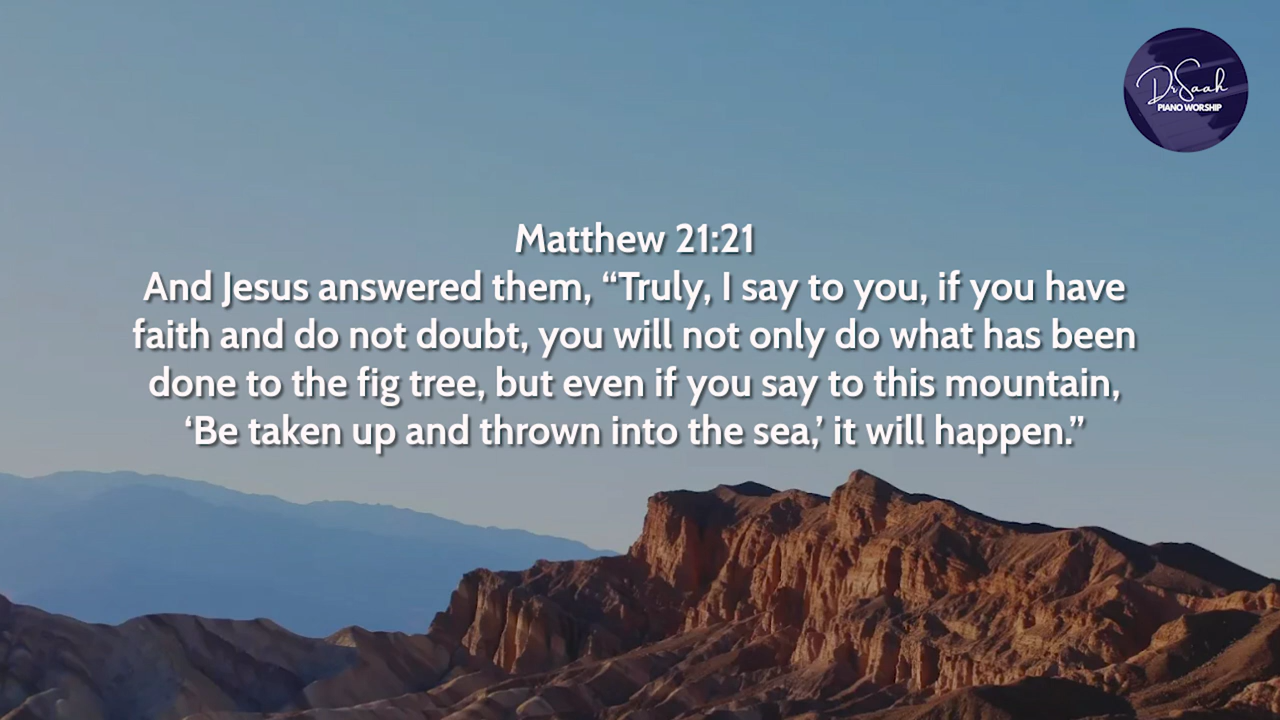 DrSaah
PIANO WORSHIP
Matthew 21:21
And Jesus answered them, “Truly, I say to you, if you have
faith and do not doubt, you will not only do what has been
done to the fig tree, but even if you say to this mountain,
‘Be taken up and thrown into the sea,’ it will happen.”